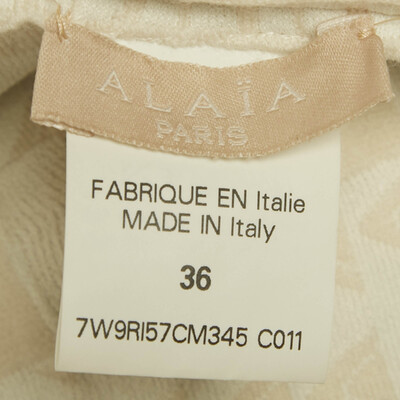 ALAÏA
PARIS
FABRIQUE EN Italie
MADE IN Italy
36
7W9RI57CM345 C011